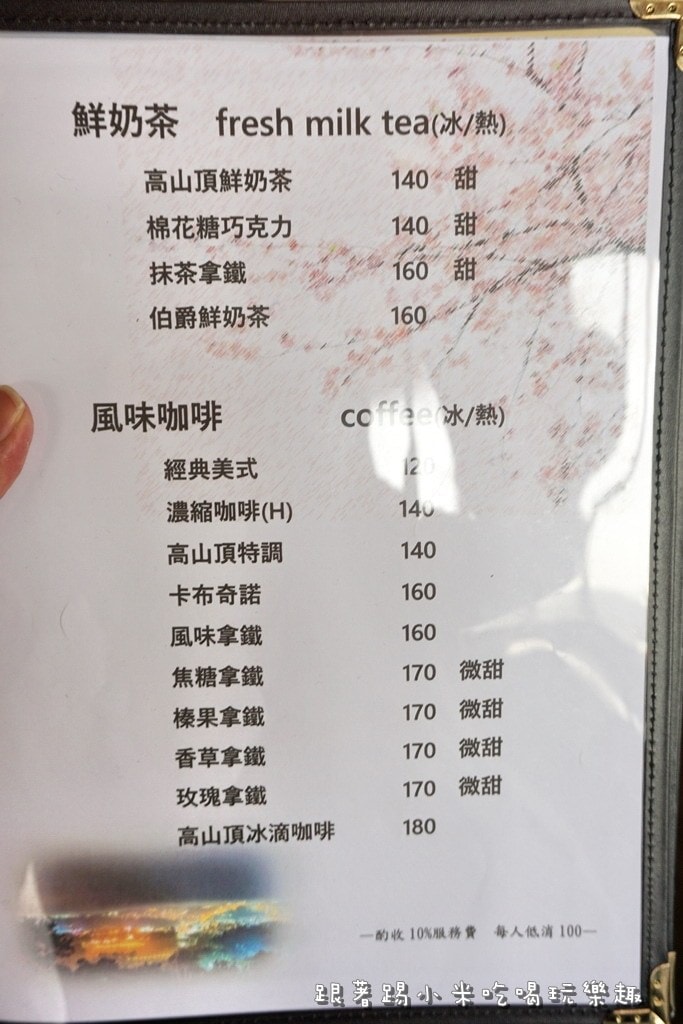 鮮奶茶 fresh milk tea(冰/熱)
高山頂鮮奶茶 140 甜
棉花糖巧克力 140 甜
抹茶拿鐵 160 甜
伯爵鮮奶茶 160
風味咖啡 coffee(冰/熱)
經典美式 120
濃縮咖啡(H) 140
高山頂特調 140
卡布奇諾 160
風味拿鐵 160
焦糖拿鐵 170 微甜
榛果拿鐵 170 微甜
香草拿鐵 170 微甜
玫瑰拿鐵 170 微甜
高山頂冰滴咖啡 180
—酌收 10%服務費 每人低消 100—
跟著踢小米吃喝玩樂趣